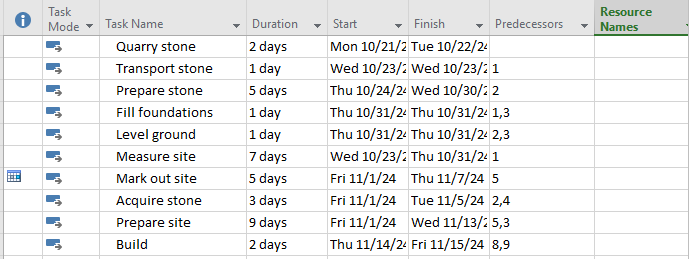 Task Mode Task Name Duration Start Finish Predecessors Resource Names
Quarry stone 2 days Mon 10/21/2 Tue 10/22/24
Transport stone 1 day Wed 10/23/2 Wed 10/23/2 1
Prepare stone 5 days Thu 10/24/24 Wed 10/30/2 2
Fill foundations 1 day Thu 10/31/24 Thu 10/31/24 1,3
Level ground 1 day Thu 10/31/24 Thu 10/31/24 2,3
Measure site 7 days Wed 10/23/2 Thu 10/31/24 1
Mark out site 5 days Fri 11/1/24 Thu 11/7/24 5
Acquire stone 3 days Fri 11/1/24 Tue 11/5/24 2,4
Prepare site 9 days Fri 11/1/24 Wed 11/13/2 5,3
Build 2 days Thu 11/14/24 Fri 11/15/24 8,9